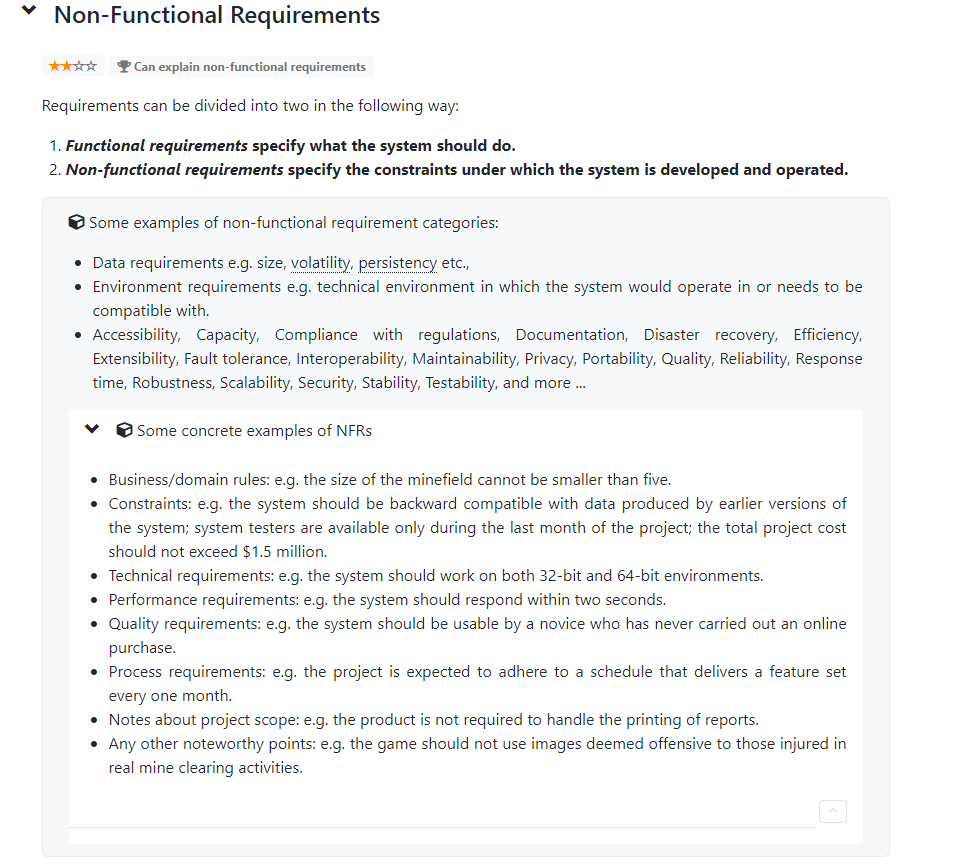 Non-Functional Requirements
Can explain non-functional requirements
Requirements can be divided into two in the following way:
1. Functional requirements specify what the system should do.
2. Non-functional requirements specify the constraints under which the system is developed and operated.
Some examples of non-functional requirement categories:
• Data requirements e.g. size, volatility, persistency etc.,
• Environment requirements e.g. technical environment in which the system would operate in or needs to be
compatible with.
• Accessibility, Capacity, Compliance with regulations, Documentation, Disaster recovery, Efficiency,
Extensibility, Fault tolerance, Interoperability, Maintainability, Privacy, Portability, Quality, Reliability, Response
time, Robustness, Scalability, Security, Stability, Testability, and more ...
Some concrete examples of NFRs
• Business/domain rules: e.g. the size of the minefield cannot be smaller than five.
• Constraints: e.g. the system should be backward compatible with data produced by earlier versions of
the system; system testers are available only during the last month of the project; the total project cost
should not exceed $1.5 million.
• Technical requirements: e.g. the system should work on both 32-bit and 64-bit environments.
• Performance requirements: e.g. the system should respond within two seconds.
• Quality requirements: e.g. the system should be usable by a novice who has never carried out an online
purchase.
• Process requirements: e.g. the project is expected to adhere to a schedule that delivers a feature set
every one month.
• Notes about project scope: e.g. the product is not required to handle the printing of reports.
• Any other noteworthy points: e.g. the game should not use images deemed offensive to those injured in
real mine clearing activities.